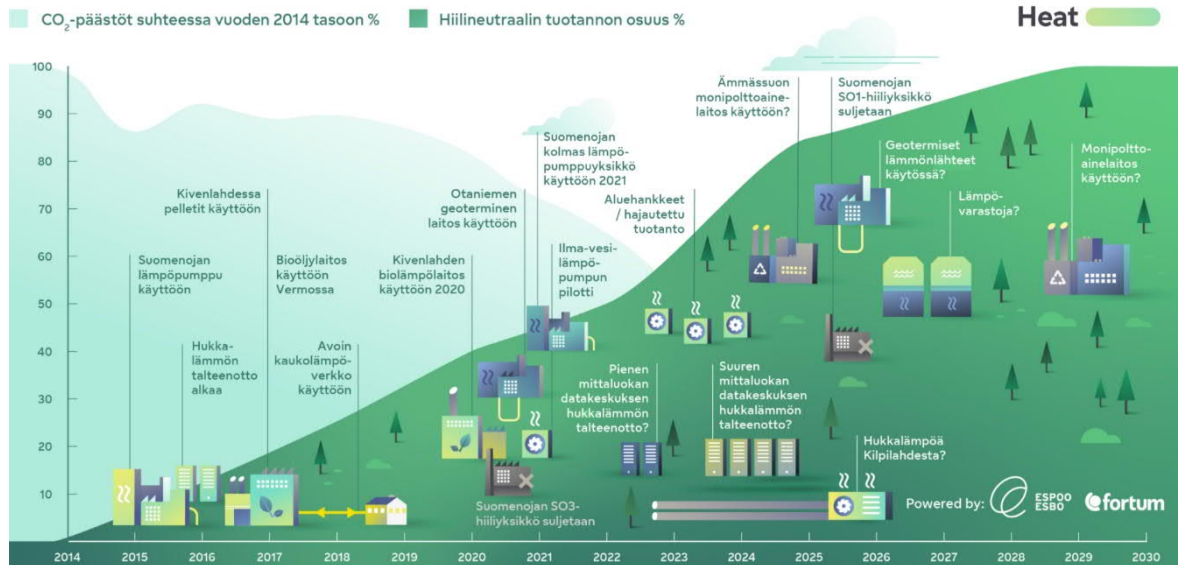 CO₂-päästöt suhteessa vuoden 2014 tasoon %
Hiilineutraalin tuotannon osuus %
Heat
100
90
80
70
60
50
40
30
20
10
Suomenojan
lämpöpumppu
käyttöön
Hukka-
lämmön
talteenotto
alkaa
Kivenlahdessa
pelletit käyttöön
Bioöljylaitos
käyttöön
Vermossa
Avoin
kaukolämpö-
verkko
käyttöön
Kivenlahden
biolämpölaitos
käyttöön 2020
Suomenojan SO3-
hiiliyksikkö suljetaan
Otaniemen
geoterminen
laitos käyttöön
Suomenojan
kolmas lämpö-
pumppuyksikkö
käyttöön 2021
Ilma-vesi-
lämpö-
pumpun
pilotti
Pienen
mittaluokan
datakeskuksen
hukkalämmön
talteenotto?
Aluehankkeet
/ hajautettu
tuotanto
Suuren
mittaluokan
datakeskuksen
hukkalämmön
talteenotto?
Ämmässuon
monipolttoaine-
laitos käyttöön?
Suomenojan
SO1-hiiliyksikkö
suljetaan
Geotermiset
lämmönlähteet
käytössä?
Hukkalämpöä
Kilpilahdesta?
Lämpö-
varastoja?
Monipoltto-
ainelaitos
käyttöön?
Powered by:
ESPOO
ESBO
fortum
2014
2015
2016
2017
2018
2019
2020
2021
2022
2023
2024
2025
2026
2027
2028
2029
2030